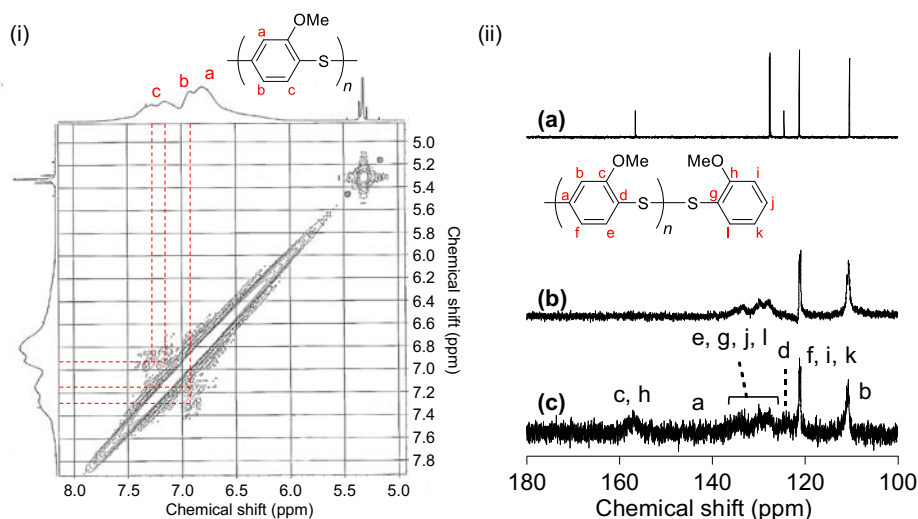 (i)
OMe
a
S
n
b
c
c
b
a
5.0
5.2
5.4
5.6
5.8
6.0
6.2
6.4
6.6
6.8
7.0
7.2
7.4
7.6
7.8
Chemical shift (ppm)
8.0 7.5 7.0 6.5 6.0 5.5 5.0
Chemical shift (ppm)
(ii)
(a)
OMe
MeO
b
c
h
i
a
d
S
S
g
j
n
f
e
l
k
(b)
e, g, j, l
d
f, i, k
c, h
a
b
(c)
180 160 140 120 100
Chemical shift (ppm)